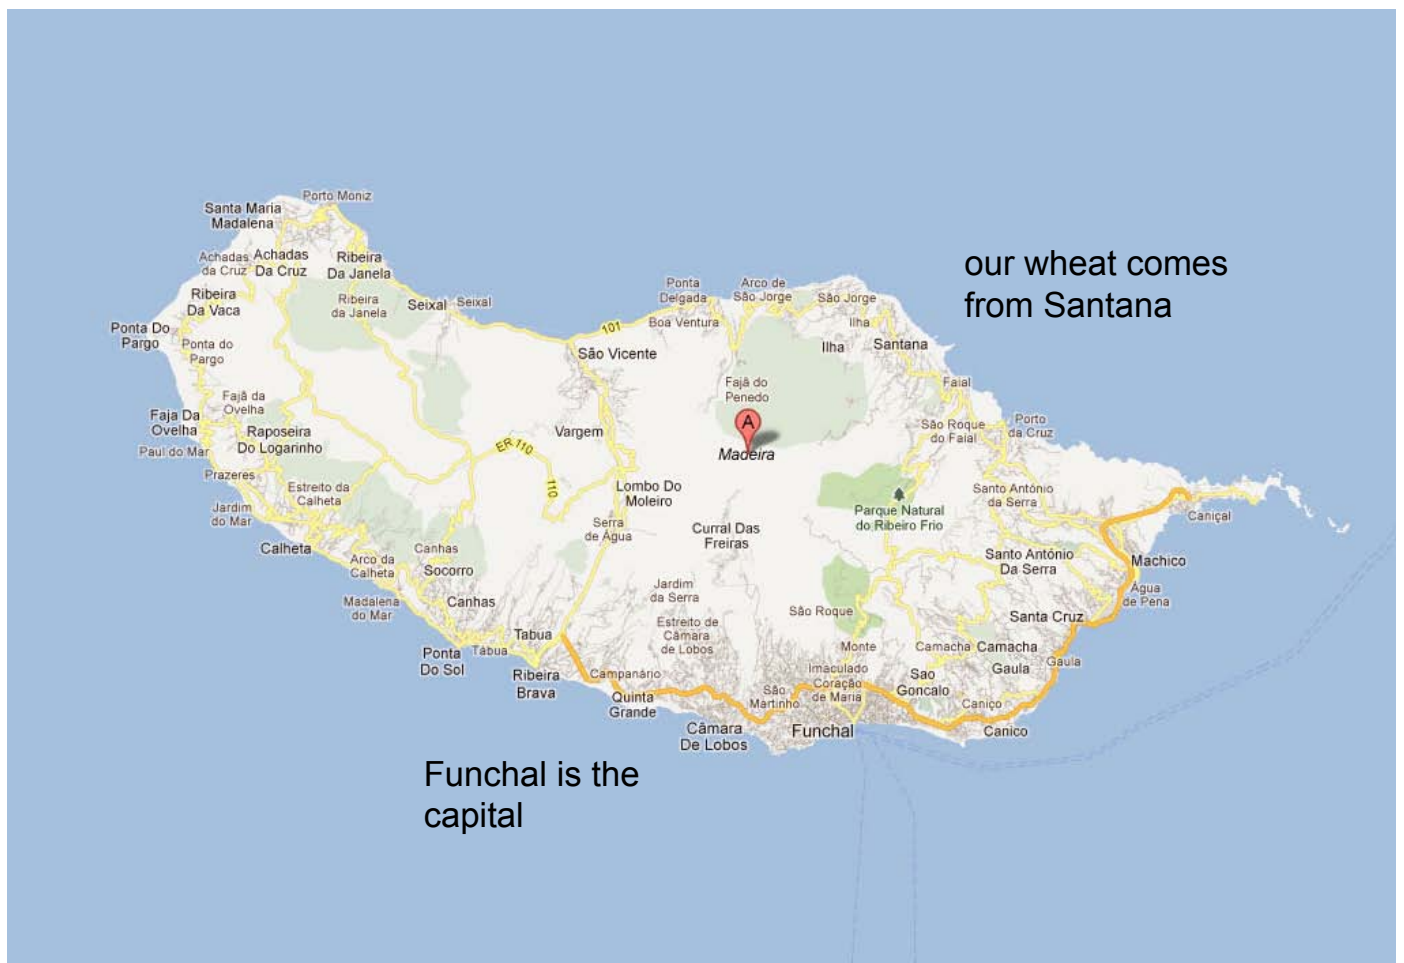 Porto Moniz
Santa Maria
Madalena
Achadas
da Cruz
Achadas
Da Cruz
Ribeira
Da Janela
Ribeira
Da Vaca
Ribeira
da Janela
Seixal
Seixal
Ponta Do
Pargo
Ponta do
Pargo
101
São Vicente
Ponta
Delgada
Boa Ventura
Arco de
São Jorge
São Jorge
Ilha
Ilha
Santana
our wheat comes
from Santana
Fajã do
Penedo
Faial
São Roque
do Faial
Porto
da Cruz
Fajã da
Ovelha
Faja Da
Ovelha
Paul do Mar
Raposeira
Do Logarinho
Prazeres
Estreito da
Calheta
Jardim
do Mar
Calheta
Vargem
ER 110
110
A
Madeira
Lombo Do
Moleiro
Serra
de Água
Curral Das
Freiras
Parque Natural
do Ribeiro Frio
Santo António
da Serra
Caniçal
Santo António
Da Serra
Machico
Água
de Pena
Arco da
Calheta
Canhas
Socorro
Canhas
Madalena
do Mar
Jardim
da Serra
Estreito de
Câmara
de Lobos
São Roque
Monte
Santa Cruz
Camacha
Camacha
Gaula
Gaula
Ponta
Do Sol
Tábua
Tabua
Ribeira
Brava
Campanário
Quinta
Grande
Câmara
De Lobos
São
Martinho
Imaculado
Coração
de Maria
Funchal
Sao
Goncalo
Caniço
Canico
Funchal is the
capital